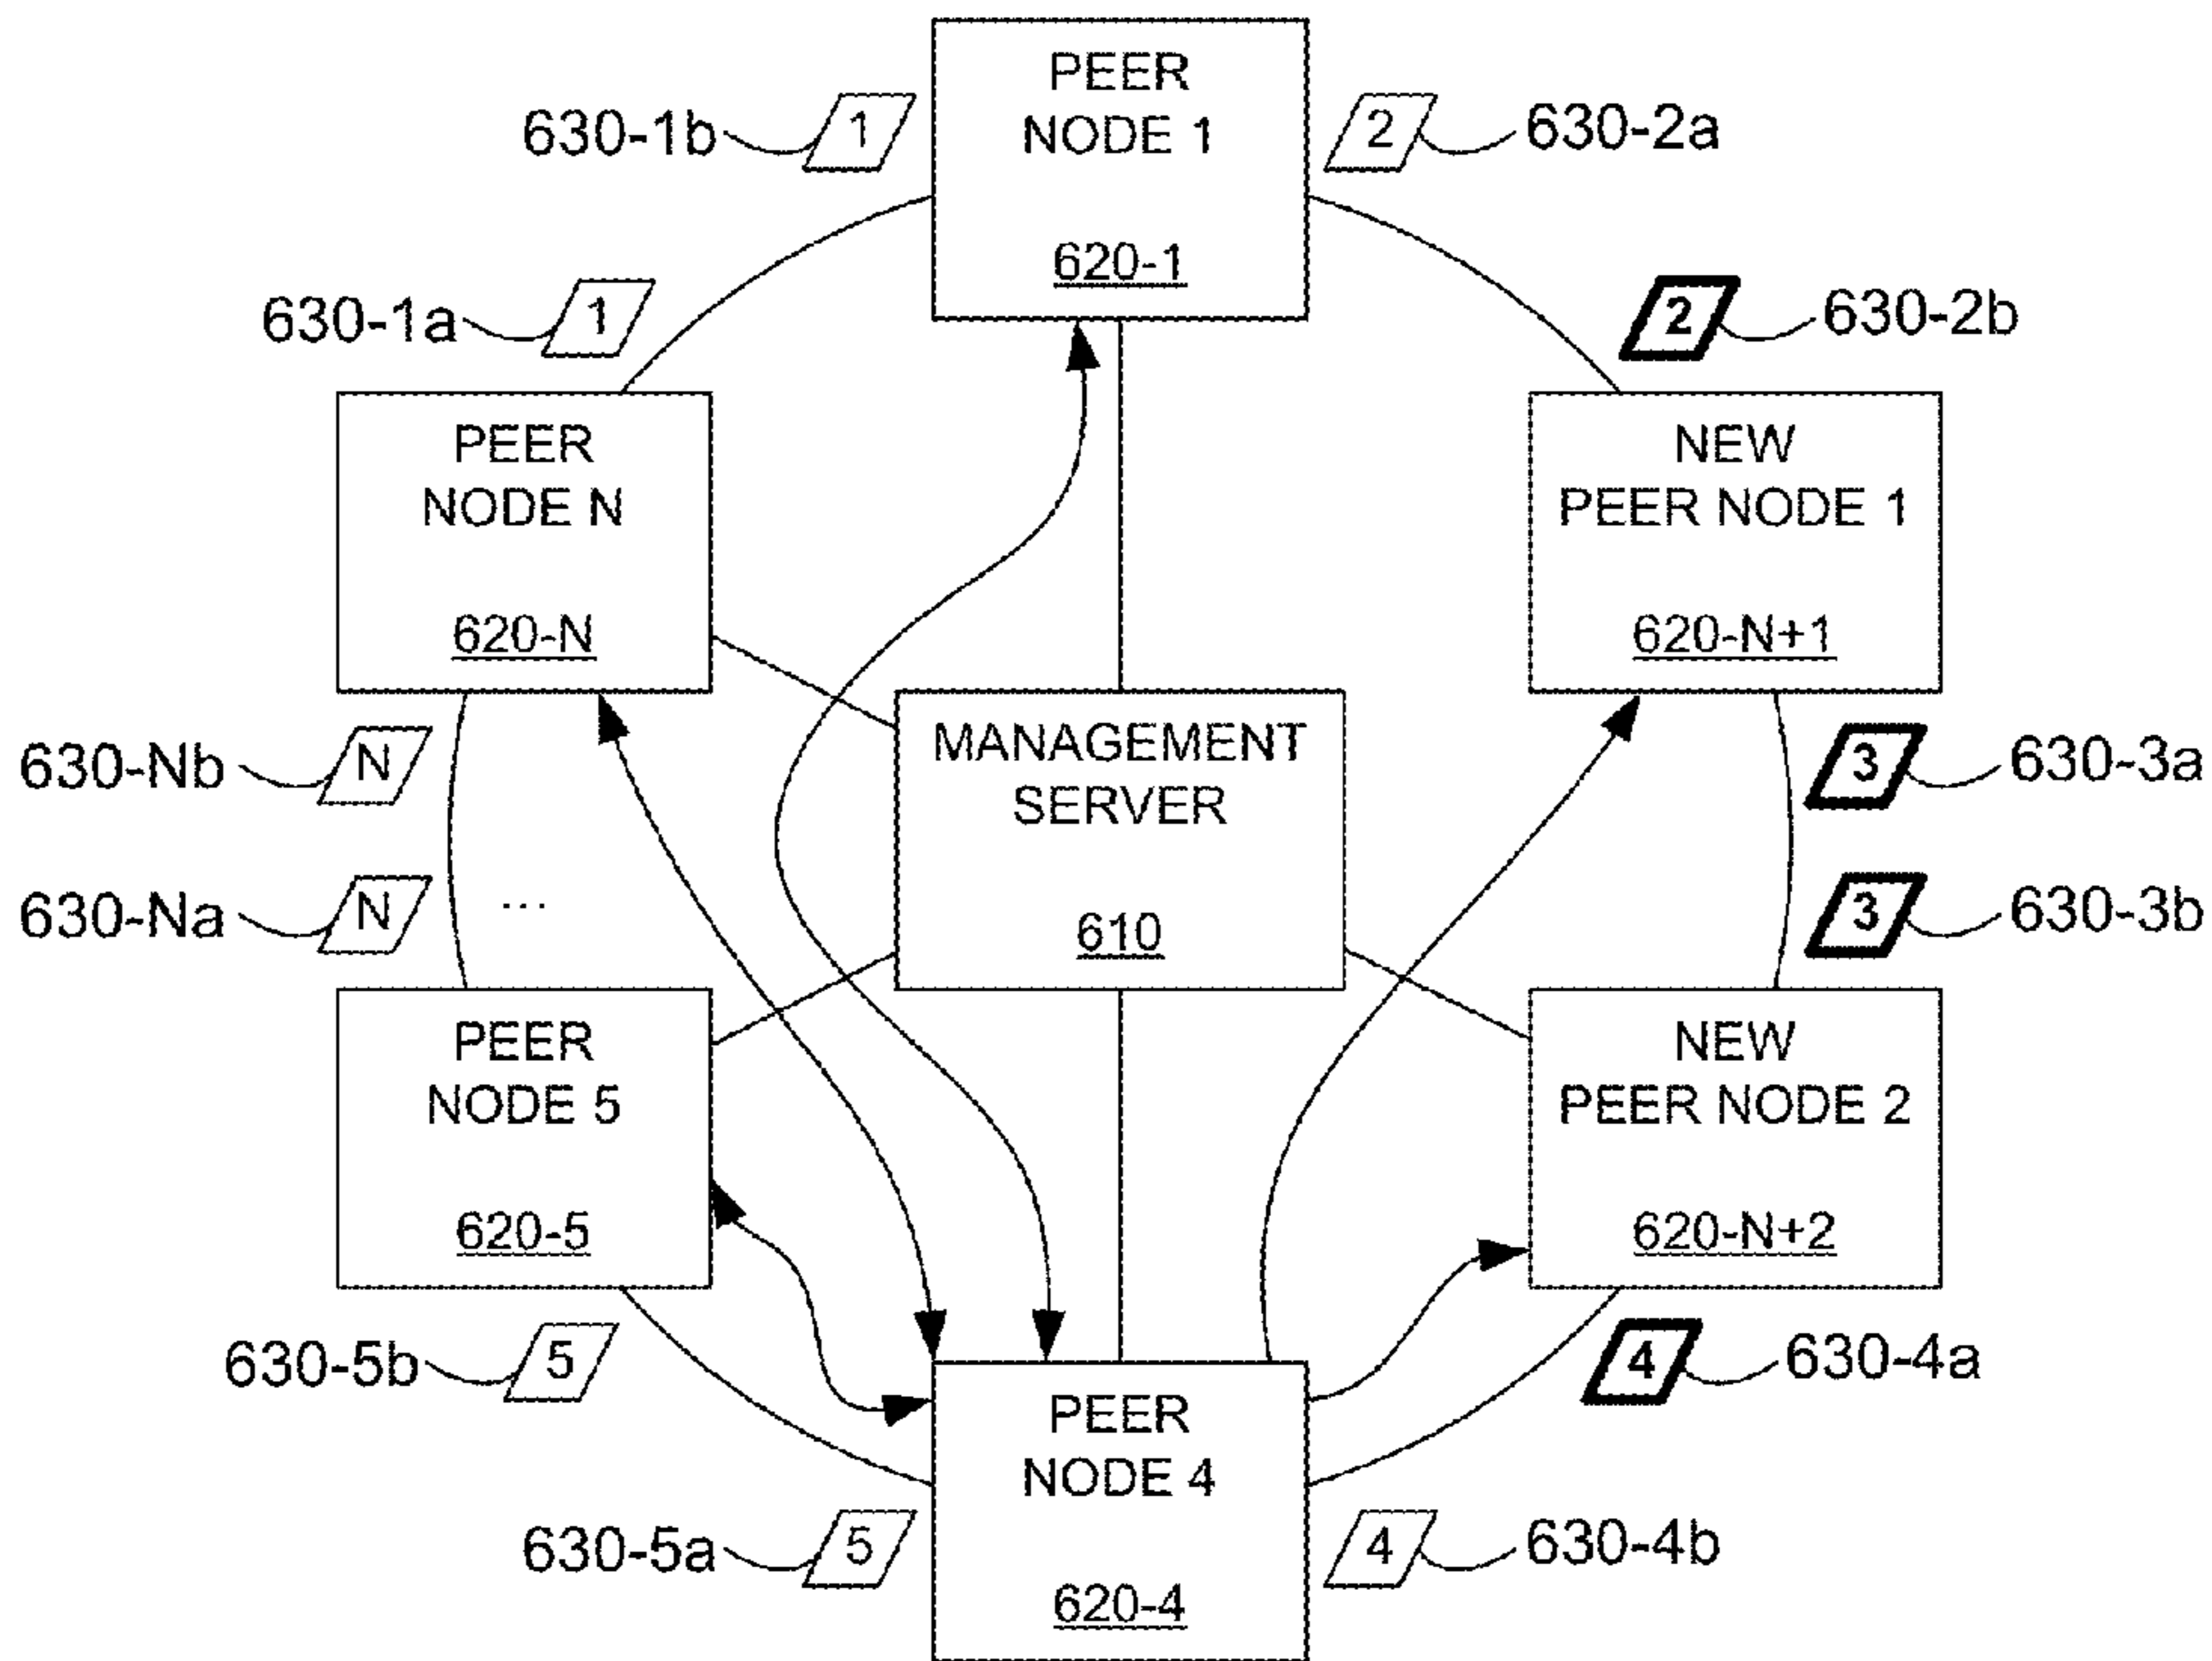 PEER
NODE 1
620-1
630-1b
1
2
630-2a
630-1a
1
2
630-2b
PEER
NODE N
620-N
NEW
PEER NODE 1
620-N+1
630-Nb
N
MANAGEMENT
SERVER
610
3
630-3a
630-Na
N
...
3
630-3b
PEER
NODE 5
620-5
NEW
PEER NODE 2
620-N+2
630-5b
5
4
630-4a
PEER
NODE 4
620-4
630-5a
5
4
630-4b